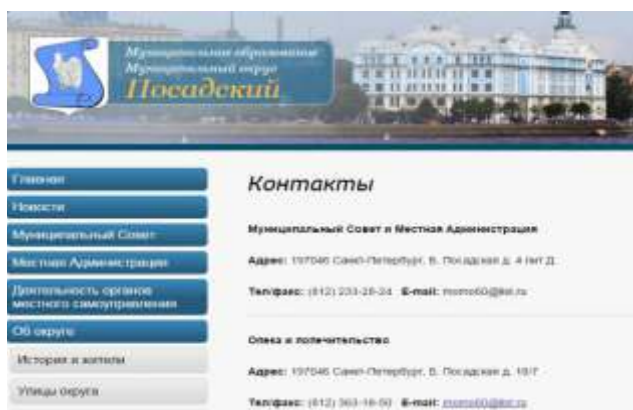 Муниципальное образование
Муниципальный округ
Посадский
Главная
Новости
Муниципальный Совет
Местная Администрация
Деятельность органов
местного самоуправления
Об округе
История и жители
Улицы округа
Контакты
Муниципальный Совет и Местная Администрация
Адрес: 197046 Санкт-Петербург, Б. Посадская д. 4 лит Д
Тел/факс: (812) 233-28-24 E-mail:
Опека и попечительство
Адрес: 197046 Санкт-Петербург, Б. Посадская д.
Тел/факс: (812) E-mail: